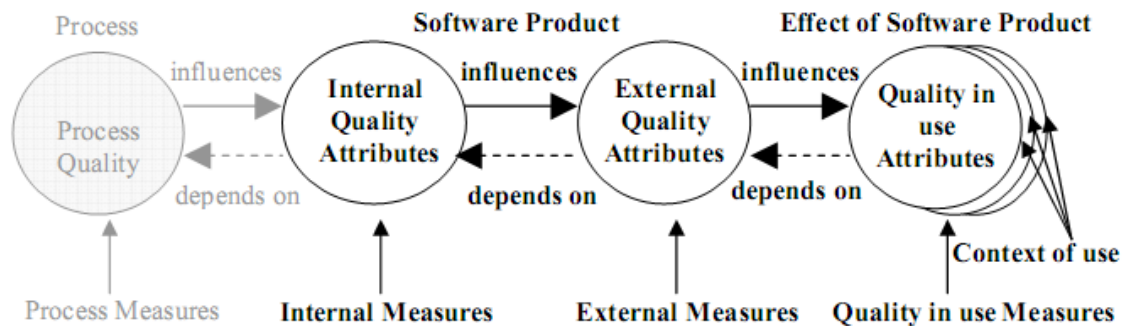 Process
Software Product
Effect of Software Product
influences
influences
influences
Process
Quality
Internal
Quality
Attributes
External
Quality
Attributes
Quality in
use
Attributes
depends on
depends on
depends on
Context of use
Process Measures
Internal Measures
External Measures
Quality in use Measures